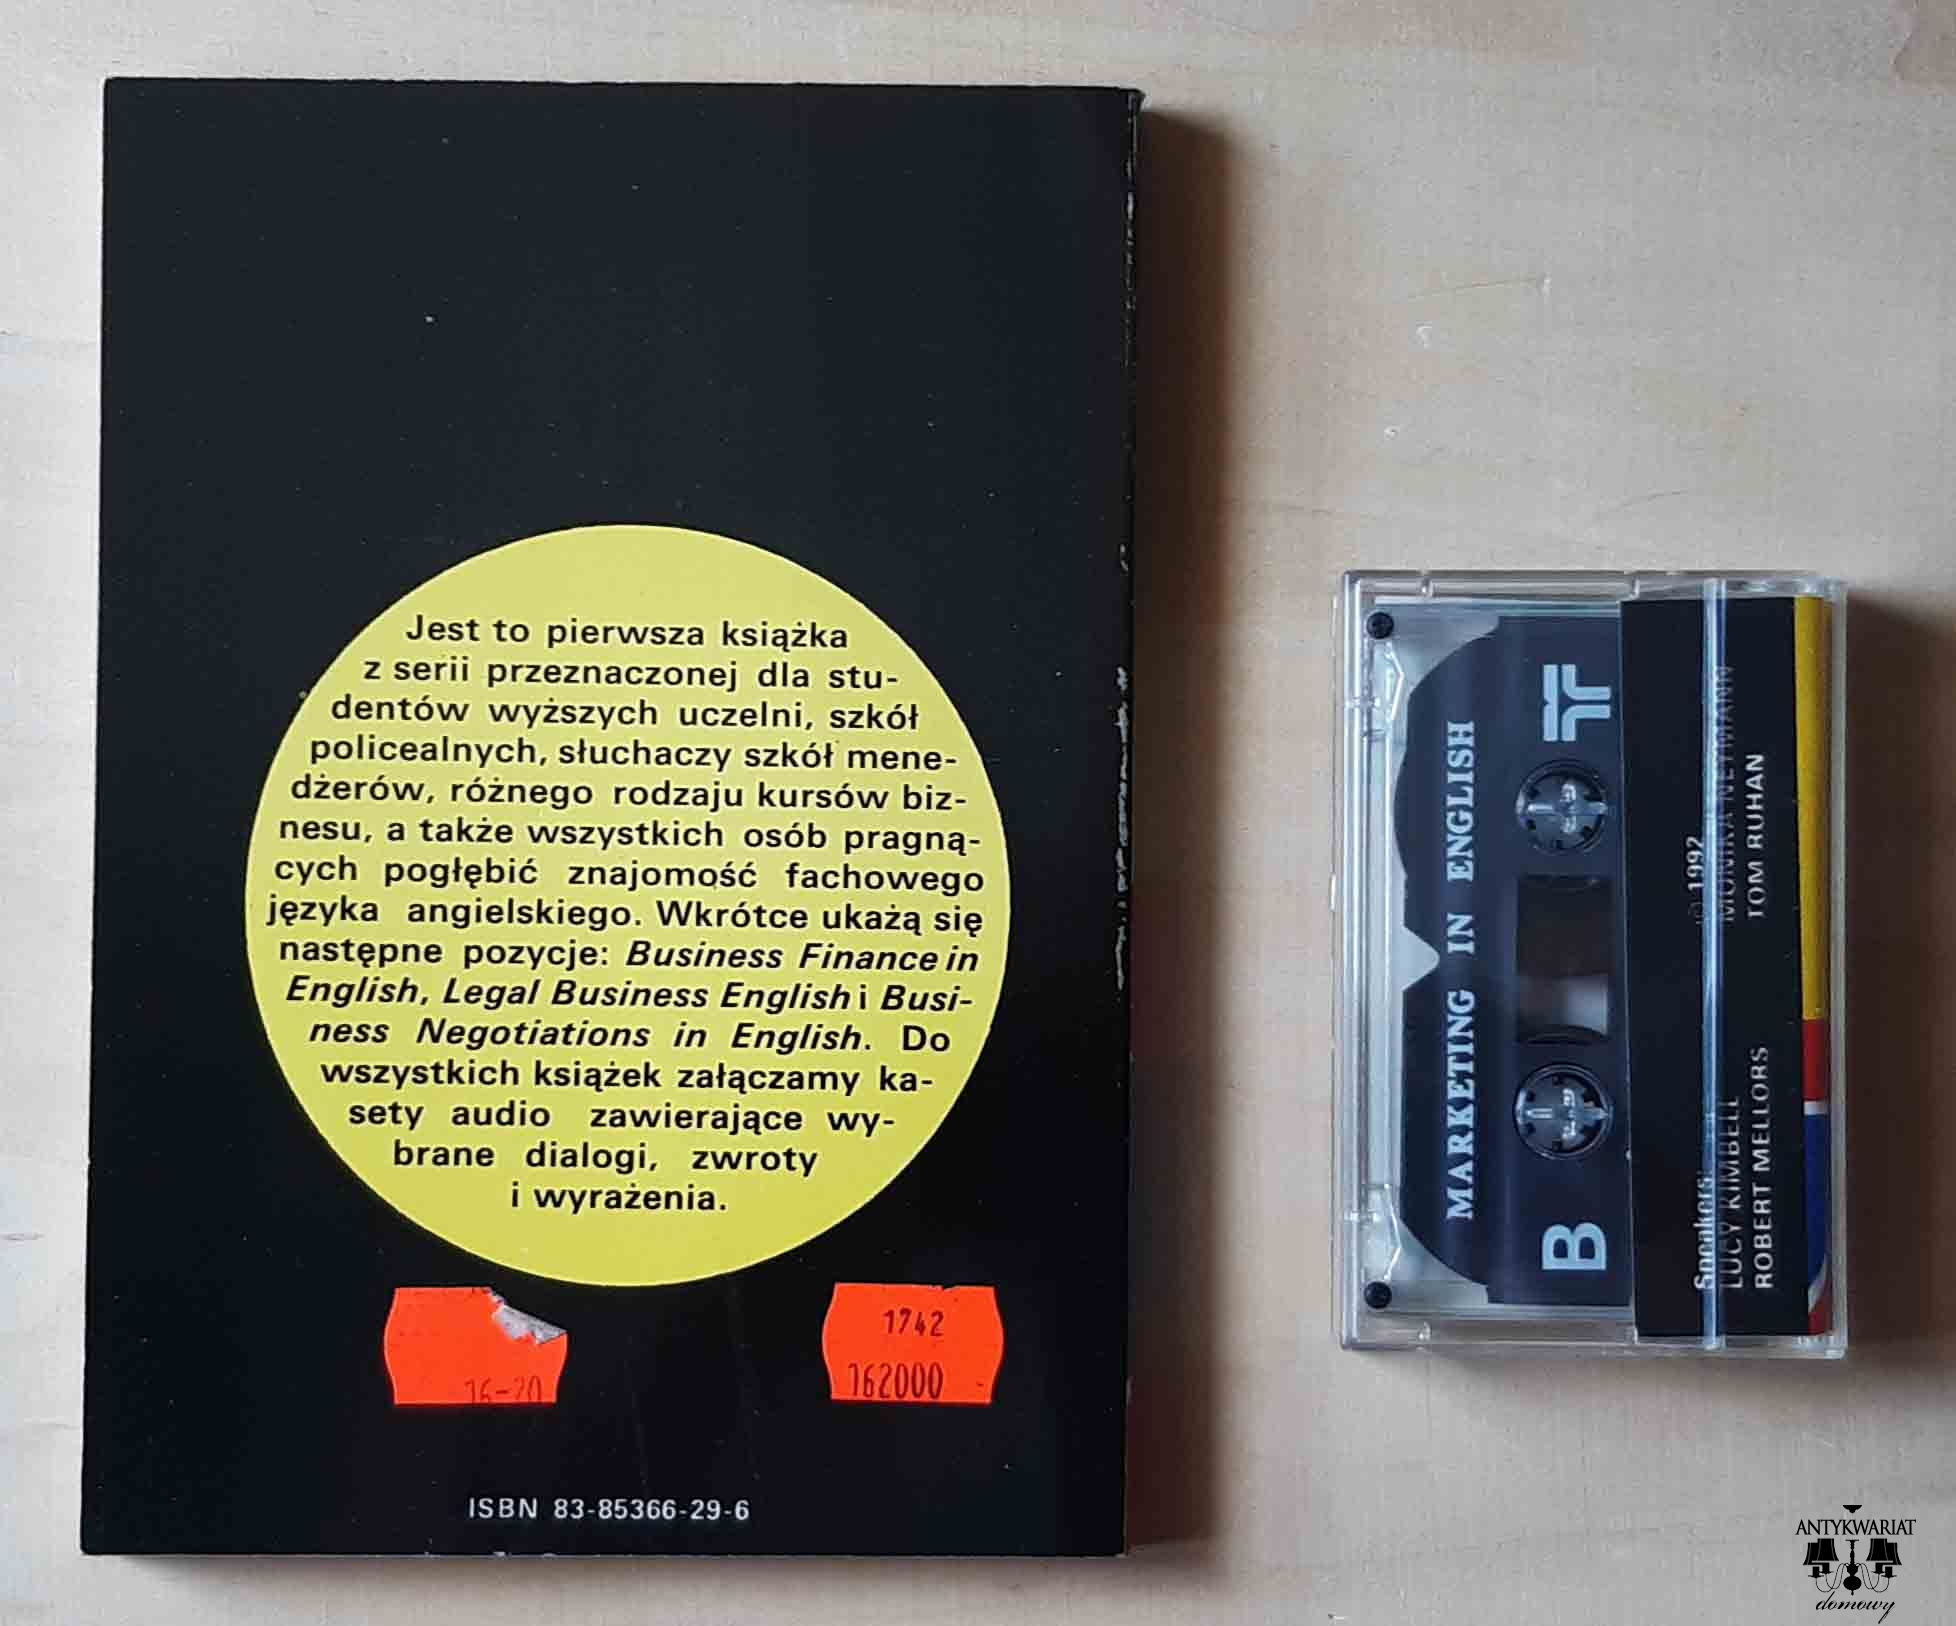 Jest to pierwsza książka
z serii przeznaczonej dla stu-
dentów wyższych uczelni, szkół
policealnych, słuchaczy szkół mene-
dżerów, różnego rodzaju kursów biz-
nesu, a także wszystkich osób pragną-
cych pogłębić znajomość fachowego
języka angielskiego. Wkrótce ukażą się
następne pozycje: Business Finance in
English, Legal Business English i Busi-
ness Negotiations in English. Do
wszystkich książek załączamy ka-
sety audio zawierające wy-
brane dialogi, zwroty
i wyrażenia.
16-20
1742
162000
ISBN 83-85366-29-6
MARKETING IN ENGLISH
B
© 1992
MONIKA NEYMANN
TOM RUHAN
Speakers:
LUCY KIMBELL
ROBERT MELLORS
ANTYKWARIAT
domowy